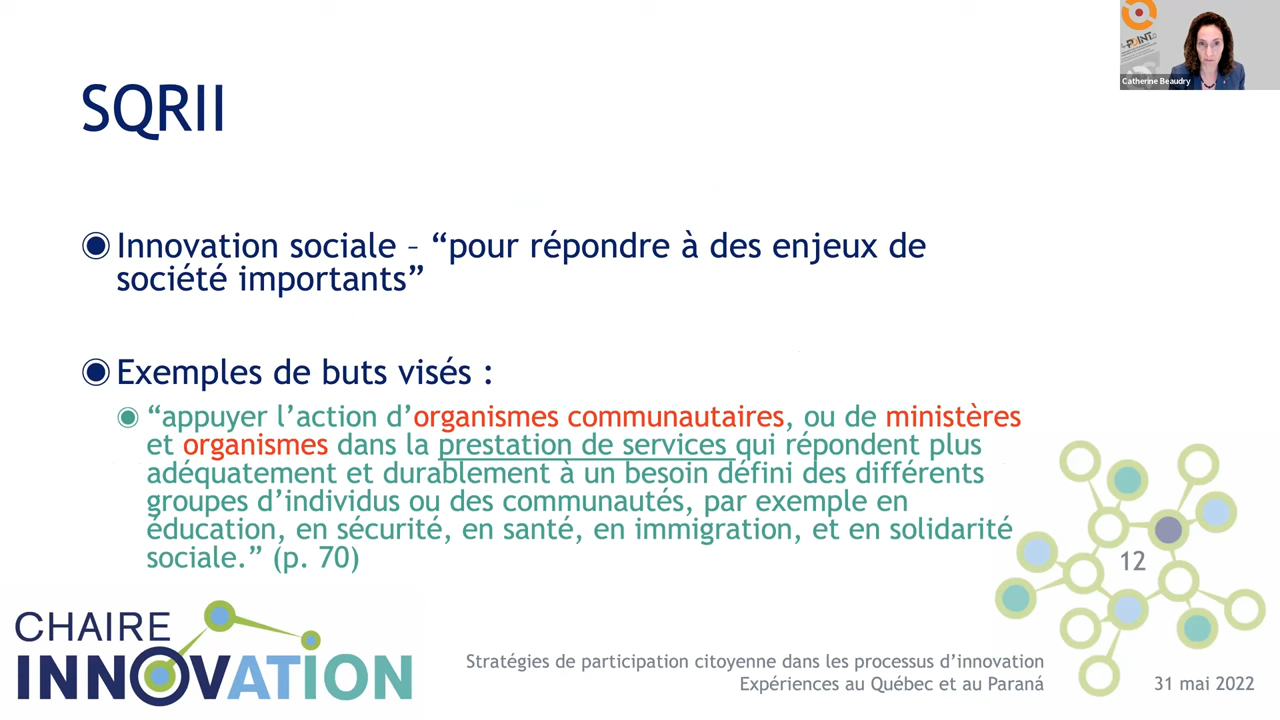 SQRII
Catherine Beaudry
Innovation sociale – “pour répondre à des enjeux de
société importants”
Exemples de buts visés :
“appuyer l’action d’organismes communautaires, ou de ministères
et organismes dans la prestation de services qui répondent plus
adéquatement et durablement à un besoin défini des différents
groupes d’individus ou des communautés, par exemple en
éducation, en sécurité, en santé, en immigration, et en solidarité
sociale.” (p. 70)
12
CHAIRE
INNOVATION
Stratégies de participation citoyenne dans les processus d’innovation
Expériences au Québec et au Paraná
31 mai 2022